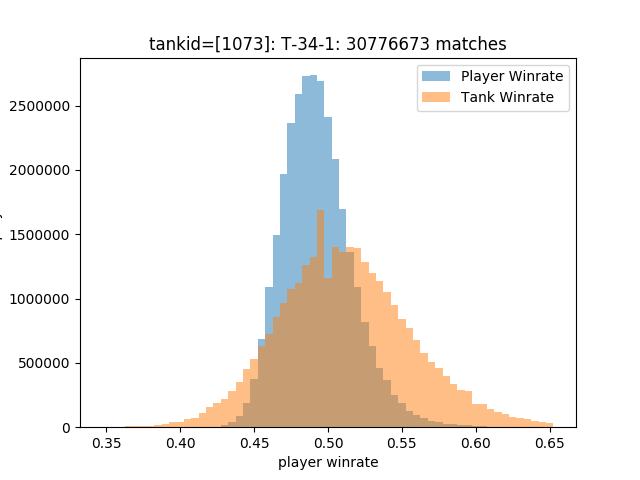 tankid=[1073]: T-34-1: 30776673 matches
Player Winrate
Tank Winrate
2500000
2000000
1500000
1000000
500000
0
0.35 0.40 0.45 0.50 0.55 0.60 0.65
player winrate